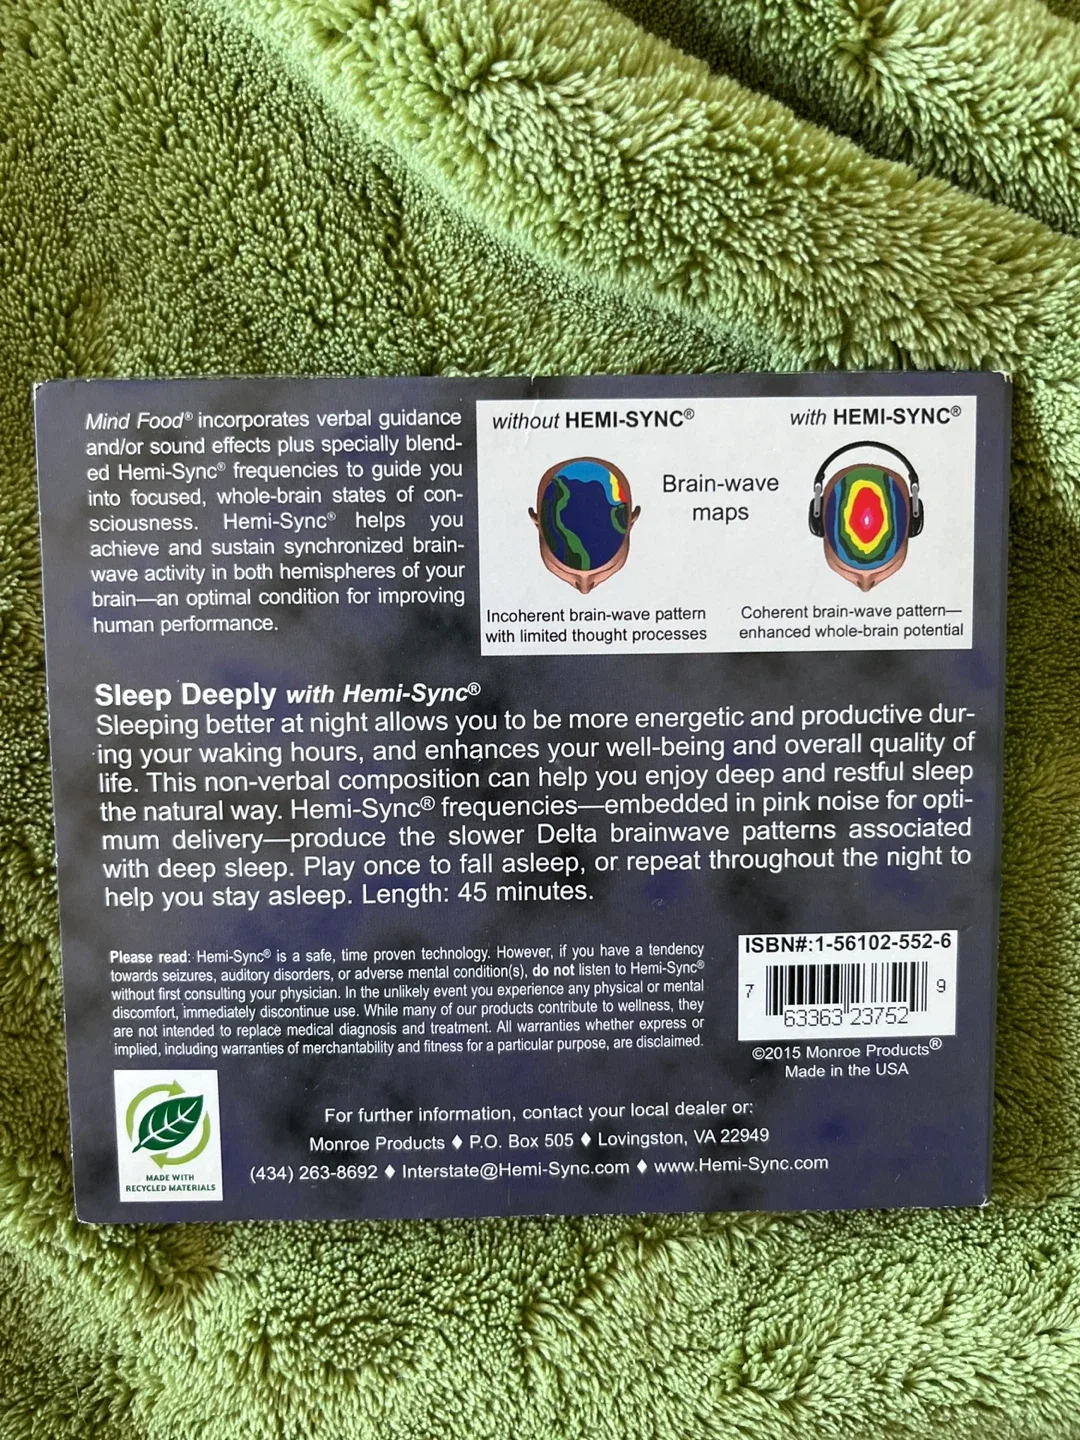 Mind Food® incorporates verbal guidance
and/or sound effects plus specially blend-
ed Hemi-Sync® frequencies to guide you
into focused, whole-brain states of con-
sciousness. Hemi-Sync® helps you
achieve and sustain synchronized brain-
wave activity in both hemispheres of your
brain—an optimal condition for improving
human performance.
without HEMI-SYNC®
with HEMI-SYNC®
Brain-wave
maps
Incoherent brain-wave pattern
with limited thought processes
Coherent brain-wave pattern—
enhanced whole-brain potential
Sleep Deeply with Hemi-Sync®
Sleeping better at night allows you to be more energetic and productive dur-
ing your waking hours, and enhances your well-being and overall quality of
life. This non-verbal composition can help you enjoy deep and restful sleep
the natural way. Hemi-Sync® frequencies—embedded in pink noise for opti-
mum delivery—produce the slower Delta brainwave patterns associated
with deep sleep. Play once to fall asleep, or repeat throughout the night to
help you stay asleep. Length: 45 minutes.
Please read: Hemi-Sync® is a safe, time proven technology. However, if you have a tendency
towards seizures, auditory disorders, or adverse mental condition(s), do not listen to Hemi-Sync®
without first consulting your physician. In the unlikely event you experience any physical or mental
discomfort, immediately discontinue use. While many of our products contribute to wellness, they
are not intended to replace medical diagnosis and treatment. All warranties whether express or
implied, including warranties of merchantability and fitness for a particular purpose, are disclaimed.
ISBN#:1-56102-552-6
7 63363 23752 9
©2015 Monroe Products®
Made in the USA
MADE WITH
RECYCLED MATERIALS
For further information, contact your local dealer or:
Monroe Products ♦ P.O. Box 505 ♦ Lovingston, VA 22949
(434) 263-8692 ♦ Interstate@Hemi-Sync.com ♦ www.Hemi-Sync.com